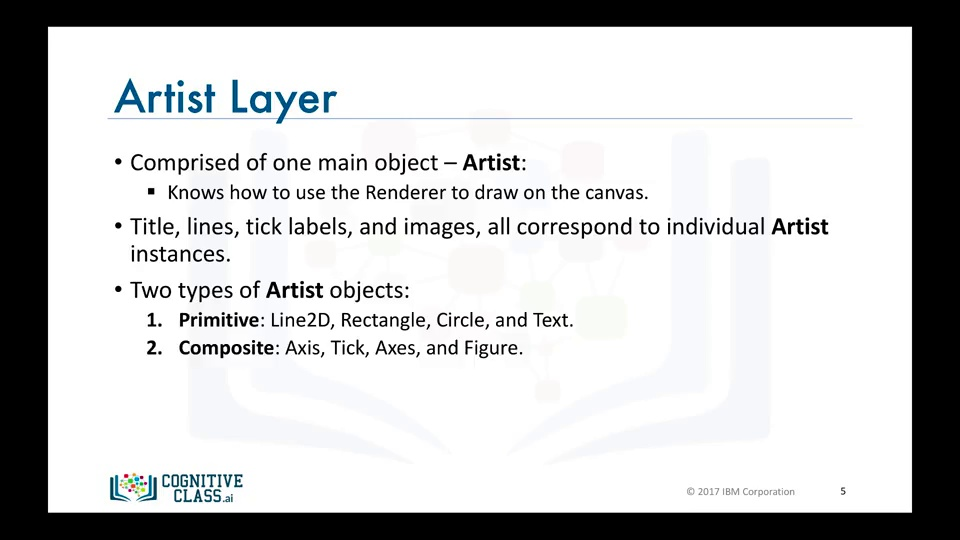 Artist Layer
• Comprised of one main object – Artist:
▪ Knows how to use the Renderer to draw on the canvas.
• Title, lines, tick labels, and images, all correspond to individual Artist
instances.
• Two types of Artist objects:
1. Primitive: Line2D, Rectangle, Circle, and Text.
2. Composite: Axis, Tick, Axes, and Figure.
COGNITIVE
CLASS.ai
© 2017 IBM Corporation
5